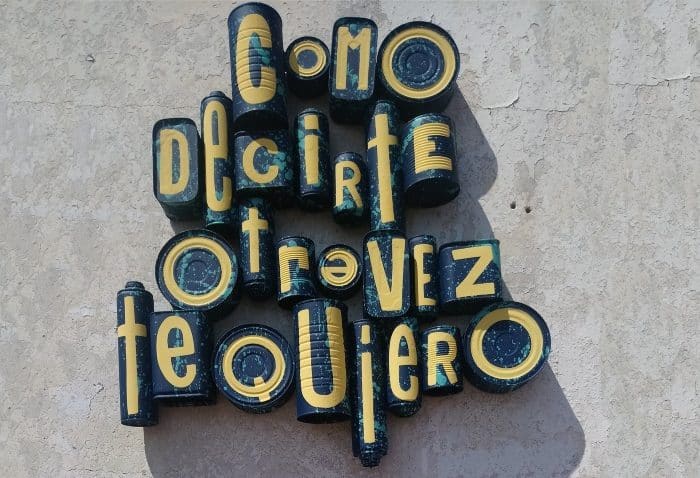 CoMO
DeciRtE
Otra VEZ
te QUieRO